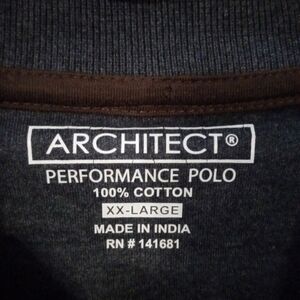 ARCHITECT®
PERFORMANCE POLO
100% COTTON
XX-LARGE
MADE IN INDIA
RN # 141681